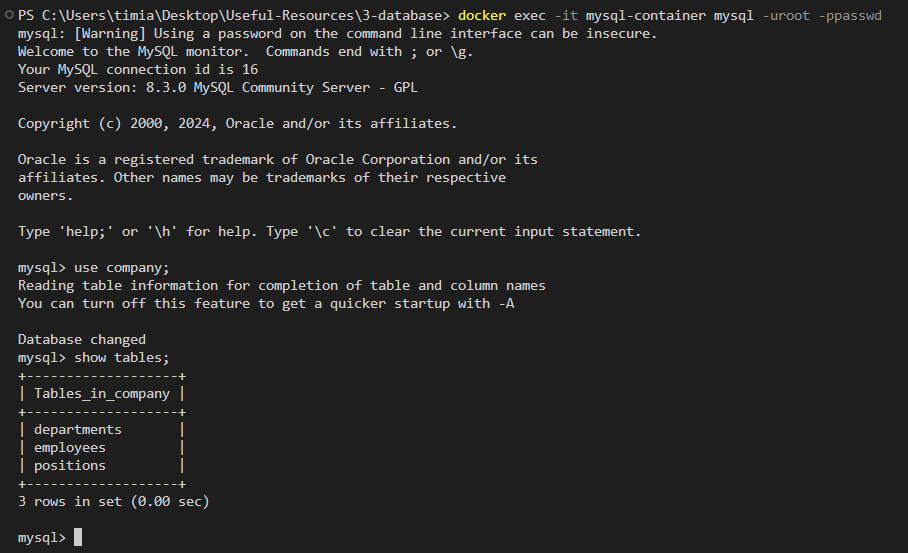 PS C:\Users\timia\Desktop\Useful-Resources\3-database> docker exec -it mysql-container mysql -uroot -ppasswd
mysql: [Warning] Using a password on the command line interface can be insecure.
Welcome to the MySQL monitor.  Commands end with ; or \g.
Your MySQL connection id is 16
Server version: 8.3.0 MySQL Community Server - GPL

Copyright (c) 2000, 2024, Oracle and/or its affiliates.

Oracle is a registered trademark of Oracle Corporation and/or its
affiliates. Other names may be trademarks of their respective
owners.

Type 'help;' or '\h' for help. Type '\c' to clear the current input statement.

mysql> use company;
Reading table information for completion of table and column names
You can turn off this feature to get a quicker startup with -A

Database changed
mysql> show tables;
+-------------------+
| Tables_in_company |
+-------------------+
| departments       |
| employees         |
| positions         |
+-------------------+
3 rows in set (0.00 sec)

mysql>